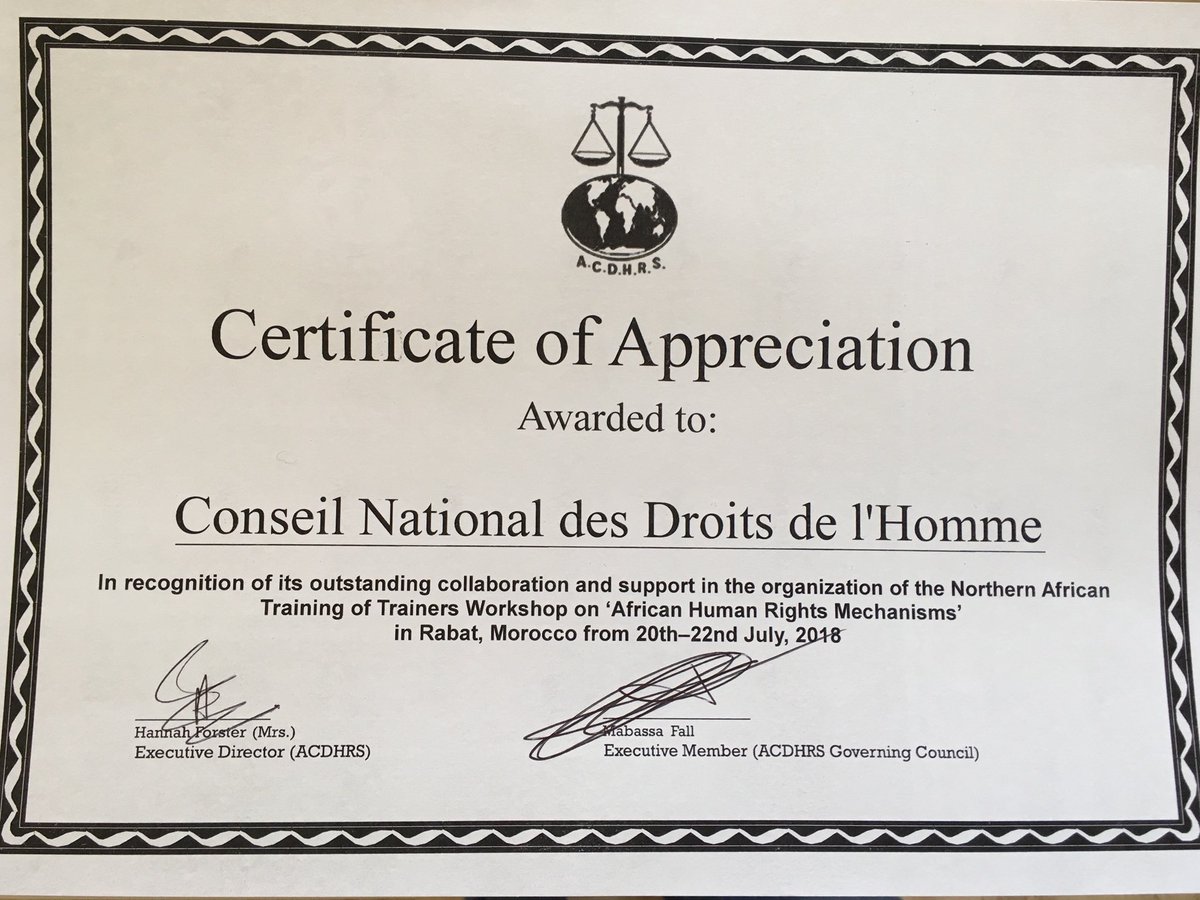 A.C.D.H.R.S.
Certificate of Appreciation
Awarded to:
Conseil National des Droits de l'Homme
In recognition of its outstanding collaboration and support in the organization of the Northern African
Training of Trainers Workshop on ‘African Human Rights Mechanisms’
in Rabat, Morocco from 20th–22nd July, 2018
Hannah Forster (Mrs.)
Executive Director (ACDHRS)
Mabassa Fall
Executive Member (ACDHRS Governing Council)